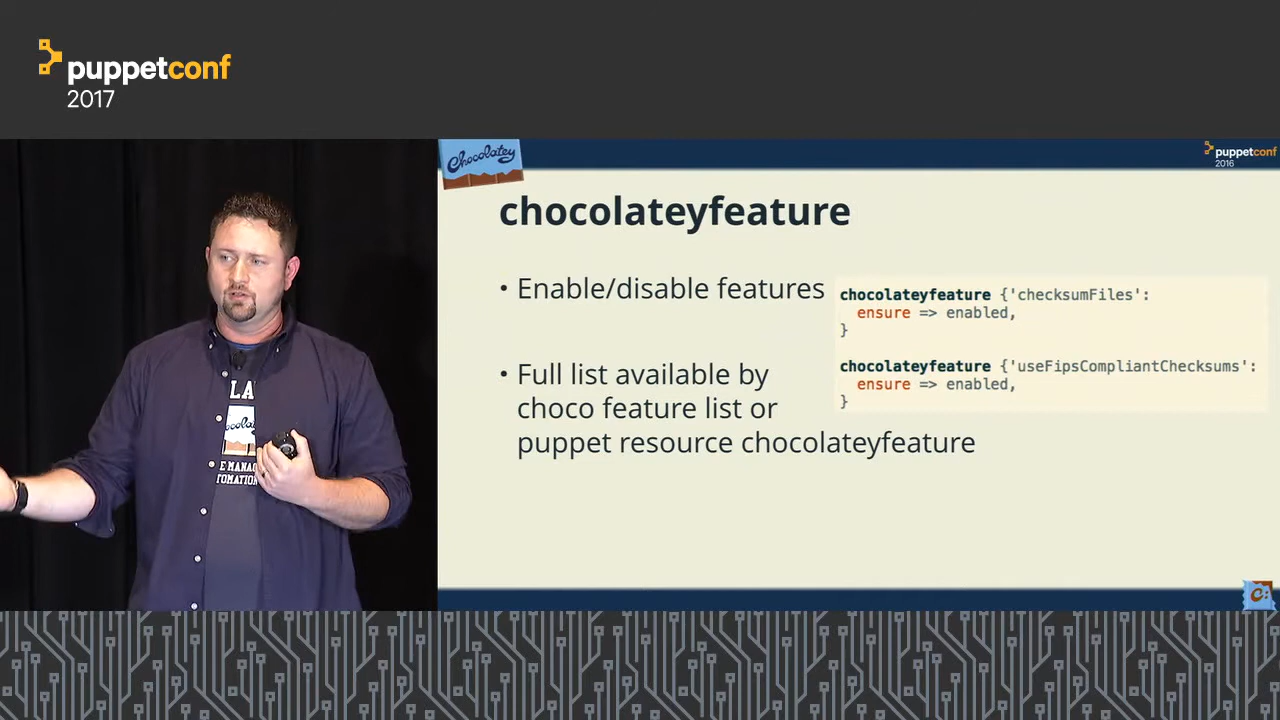 puppetconf
2017
Chocolatey
puppetconf
2016
chocolateyfeature
• Enable/disable features
chocolateyfeature {'checksumFiles':
ensure => enabled,
}
chocolateyfeature {'useFipsCompliantChecksums':
ensure => enabled,
}
• Full list available by
choco feature list or
puppet resource chocolateyfeature